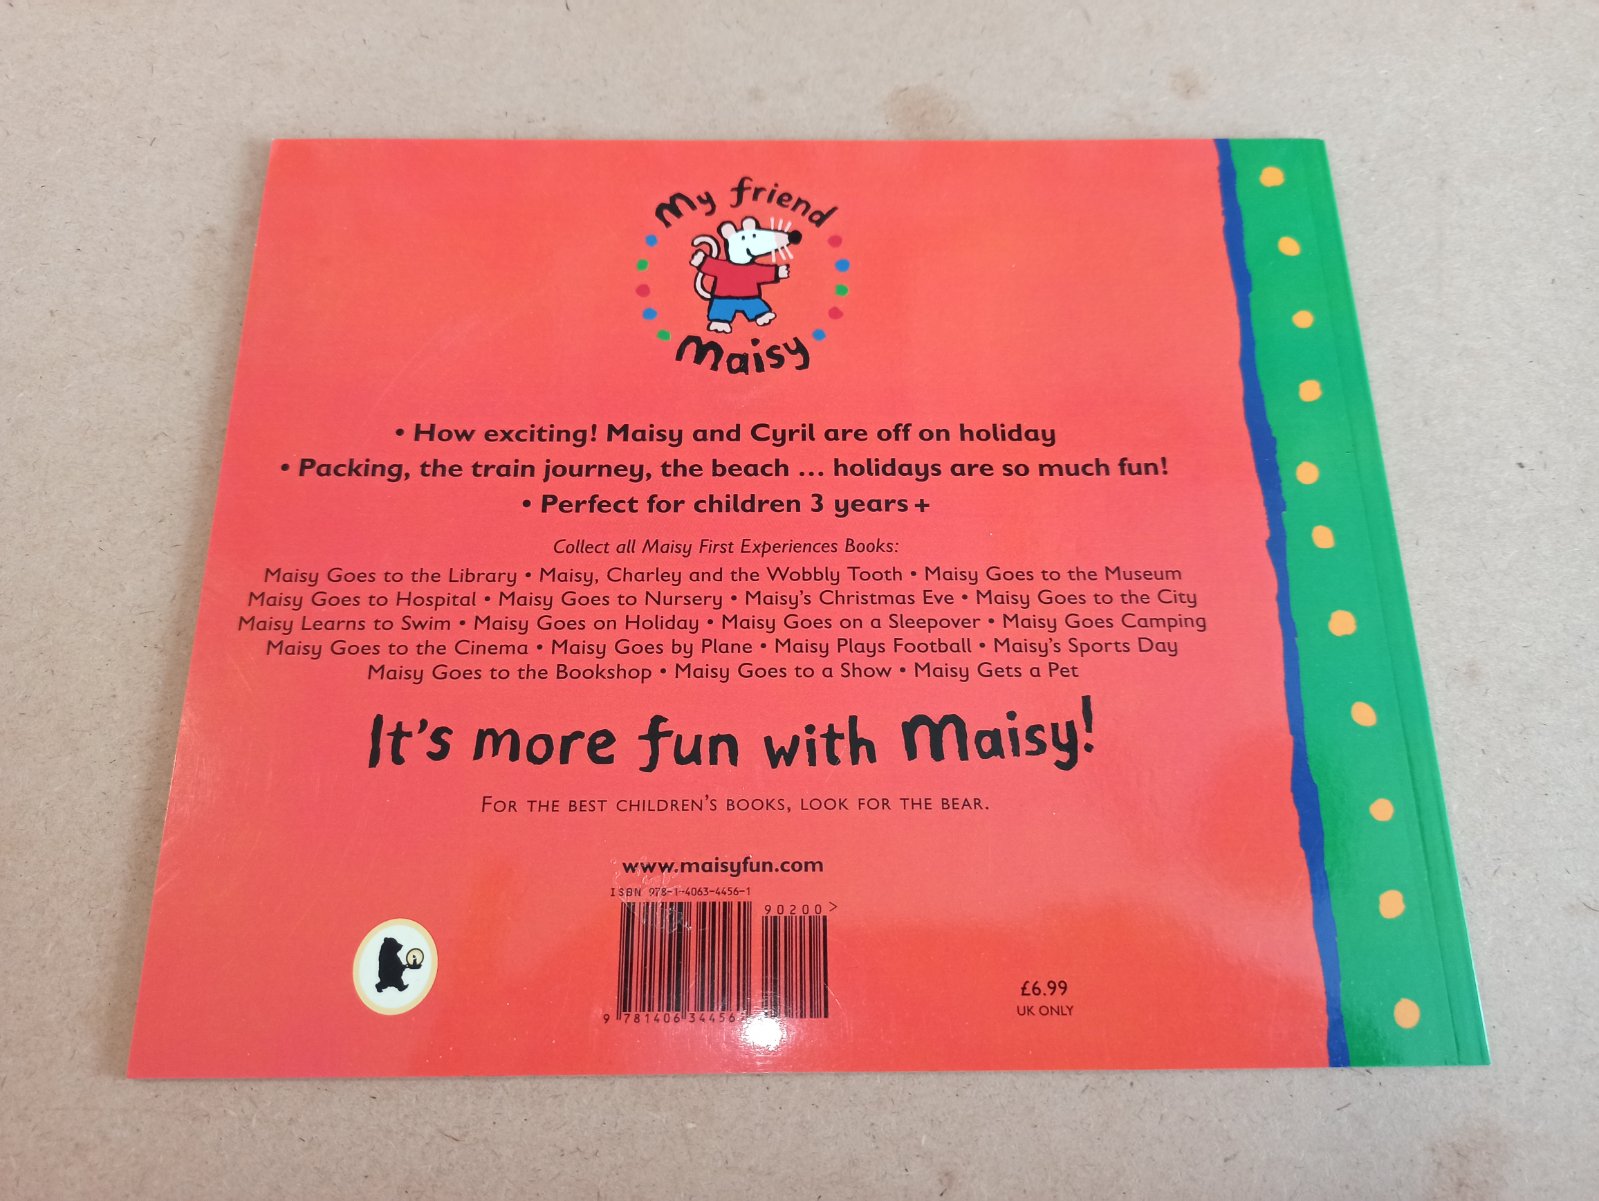 My friend
Maisy
• How exciting! Maisy and Cyril are off on holiday
• Packing, the train journey, the beach ... holidays are so much fun!
• Perfect for children 3 years +
Collect all Maisy First Experiences Books:
Maisy Goes to the Library • Maisy, Charley and the Wobbly Tooth • Maisy Goes to the Museum
Maisy Goes to Hospital • Maisy Goes to Nursery • Maisy's Christmas Eve • Maisy Goes to the City
Maisy Learns to Swim • Maisy Goes on Holiday • Maisy Goes on a Sleepover • Maisy Goes Camping
Maisy Goes to the Cinema • Maisy Goes by Plane • Maisy Plays Football • Maisy's Sports Day
Maisy Goes to the Bookshop • Maisy Goes to a Show • Maisy Gets a Pet
It's more fun with Maisy!
FOR THE BEST CHILDREN'S BOOKS, LOOK FOR THE BEAR.
www.maisyfun.com
ISBN 978-1-4063-4456-1
90200>
9 781406 34456
£6.99
UK ONLY